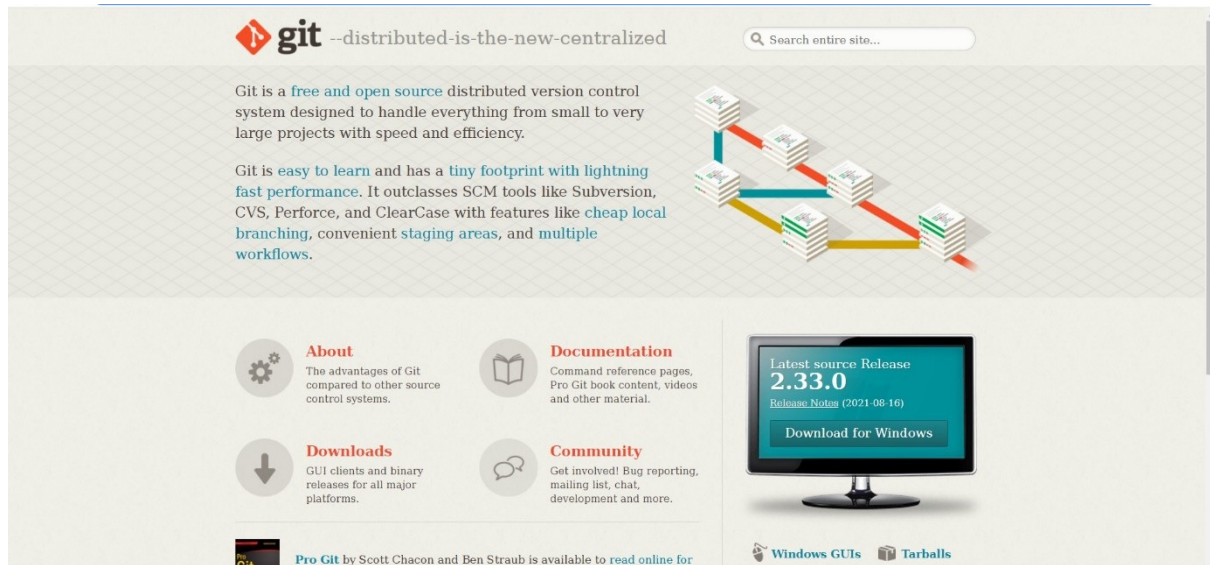 git --distributed-is-the-new-centralized
Search entire site...
Git is a free and open source distributed version control
system designed to handle everything from small to very
large projects with speed and efficiency.
Git is easy to learn and has a tiny footprint with lightning
fast performance. It outclasses SCM tools like Subversion,
CVS, Perforce, and ClearCase with features like cheap local
branching, convenient staging areas, and multiple
workflows.
About
The advantages of Git
compared to other source
control systems.
Documentation
Command reference pages,
Pro Git book content, videos
and other material.
Downloads
GUI clients and binary
releases for all major
platforms.
Community
Get involved! Bug reporting,
mailing list, chat,
development and more.
Pro
Git
Pro Git by Scott Chacon and Ben Straub is available to read online for
Latest source Release
2.33.0
Release Notes (2021-08-16)
Download for Windows
Windows GUIs
Tarballs